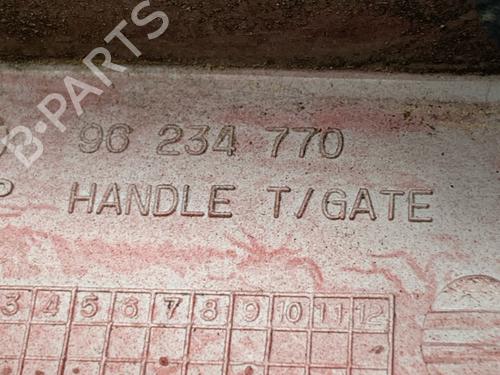 B-PARTS
96 234 770
P HANDLE T/GATE
3 4 5 6 7 8 9 10 11 12